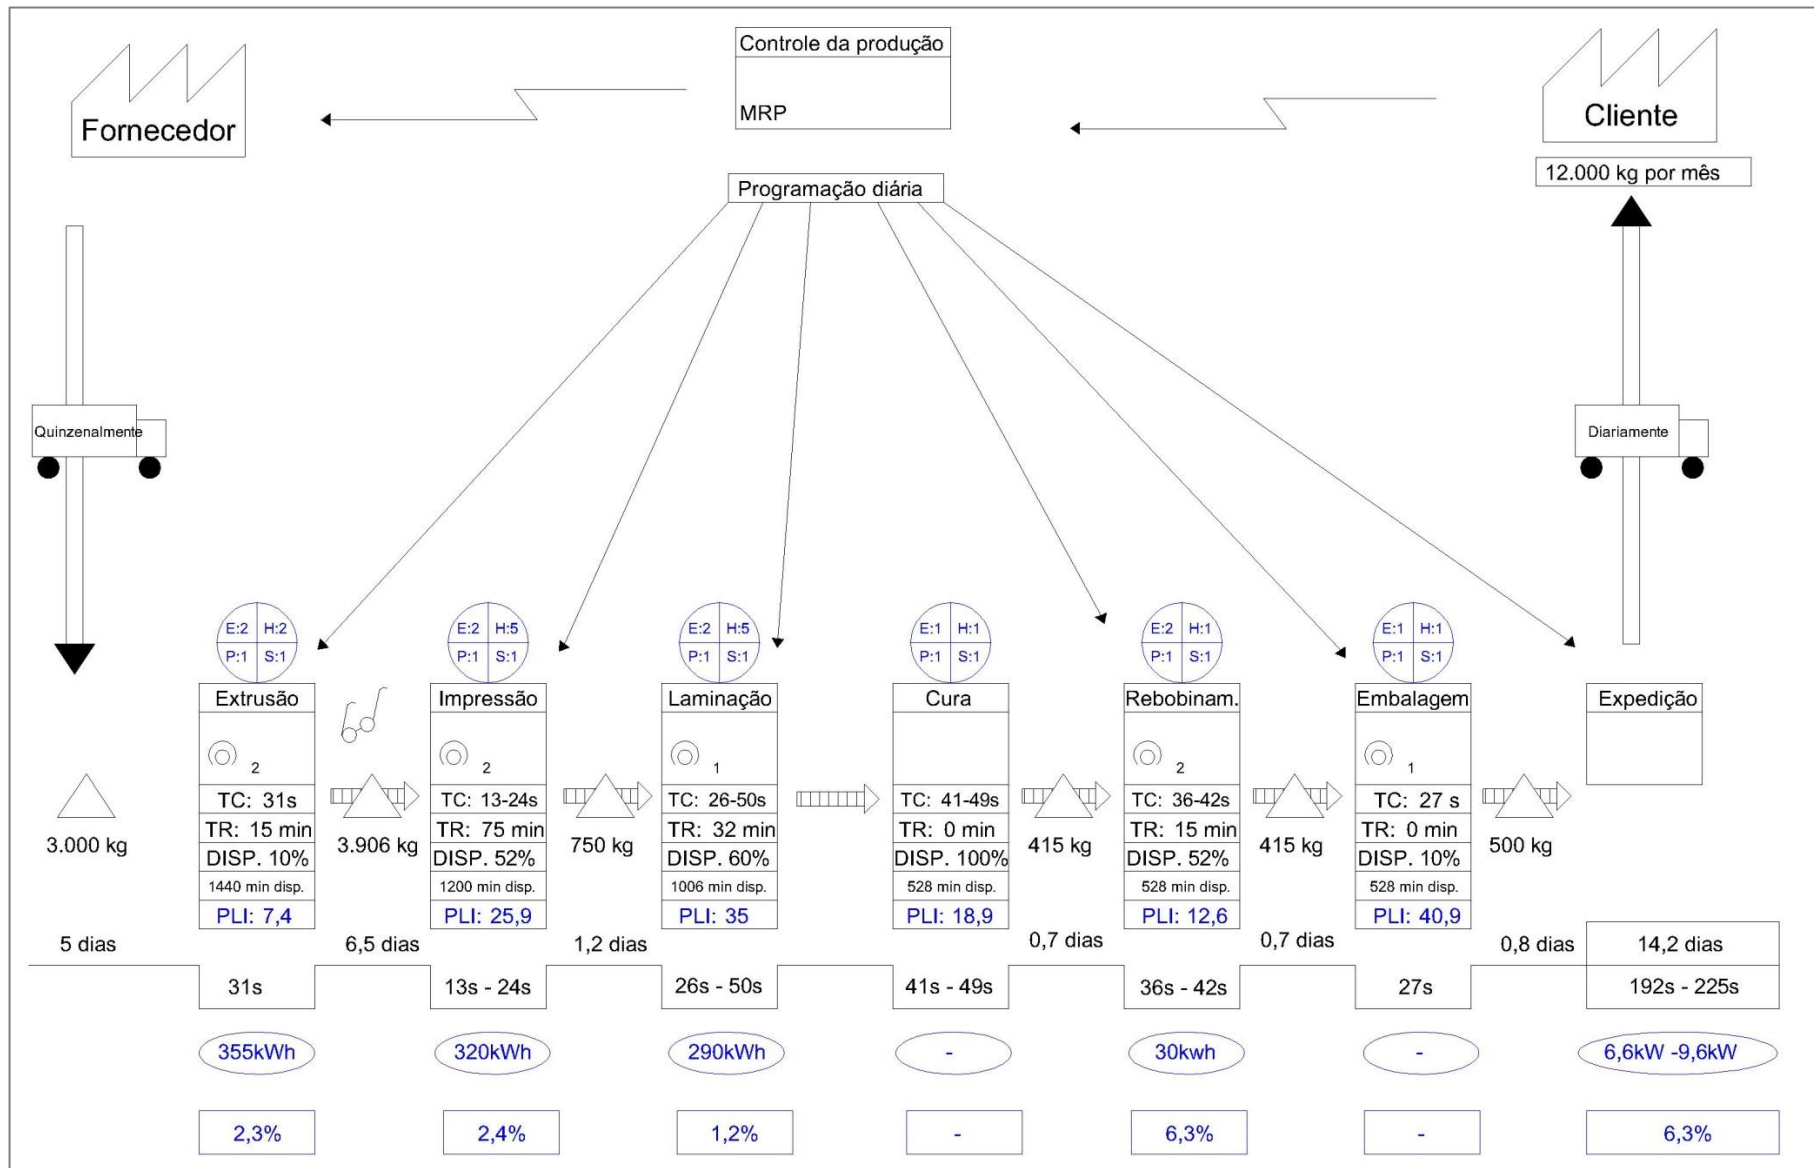 Controle da produção
MRP
Fornecedor
Cliente
12.000 kg por mês
Programação diária
Quinzenalmente
Diariamente
E:2 H:2
P:1 S:1
E:2 H:5
P:1 S:1
E:2 H:5
P:1 S:1
E:1 H:1
P:1 S:1
E:2 H:1
P:1 S:1
E:1 H:1
P:1 S:1
3.000 kg
Extrusão
2
TC: 31s
TR: 15 min
DISP. 10%
1440 min disp.
PLI: 7,4
3.906 kg
Impressão
2
TC: 13-24s
TR: 75 min
DISP. 52%
1200 min disp.
PLI: 25,9
750 kg
Laminação
1
TC: 26-50s
TR: 32 min
DISP. 60%
1006 min disp.
PLI: 35
Cura
TC: 41-49s
TR: 0 min
DISP. 100%
528 min disp.
PLI: 18,9
415 kg
Rebobinam.
2
TC: 36-42s
TR: 15 min
DISP. 52%
528 min disp.
PLI: 12,6
415 kg
Embalagem
1
TC: 27 s
TR: 0 min
DISP. 10%
528 min disp.
PLI: 40,9
500 kg
Expedição
5 dias
6,5 dias
1,2 dias
0,7 dias
0,7 dias
0,8 dias
14,2 dias
31s
13s - 24s
26s - 50s
41s - 49s
36s - 42s
27s
192s - 225s
355kWh
320kWh
290kWh
-
30kwh
-
6,6kW -9,6kW
2,3%
2,4%
1,2%
-
6,3%
-
6,3%